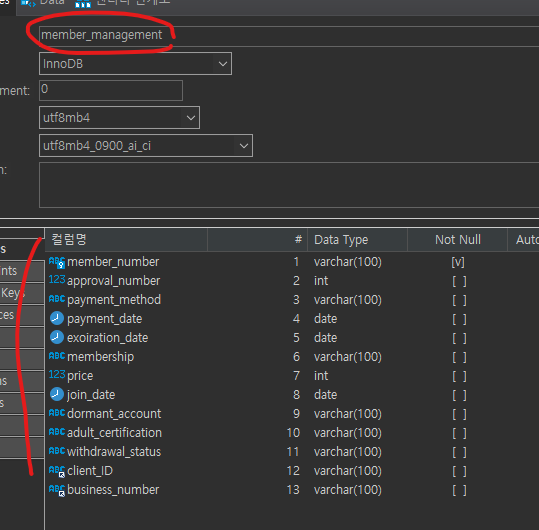 Data
member_management
InnoDB
ment: 0
utf8mb4
utf8mb4_0900_ai_ci
n:
s 컬럼명 # Data Type Not Null Auto
ints member_number 1 varchar(100) [v]
Keys approval_number 2 int [ ]
ces payment_method 3 varchar(100) [ ]
payment_date 4 date [ ]
exoiration_date 5 date [ ]
membership 6 varchar(100) [ ]
ns price 7 int [ ]
s join_date 8 date [ ]
dormant_account 9 varchar(100) [ ]
adult_certification 10 varchar(100) [ ]
withdrawal_status 11 varchar(100) [ ]
client_ID 12 varchar(100) [ ]
business_number 13 varchar(100) [ ]